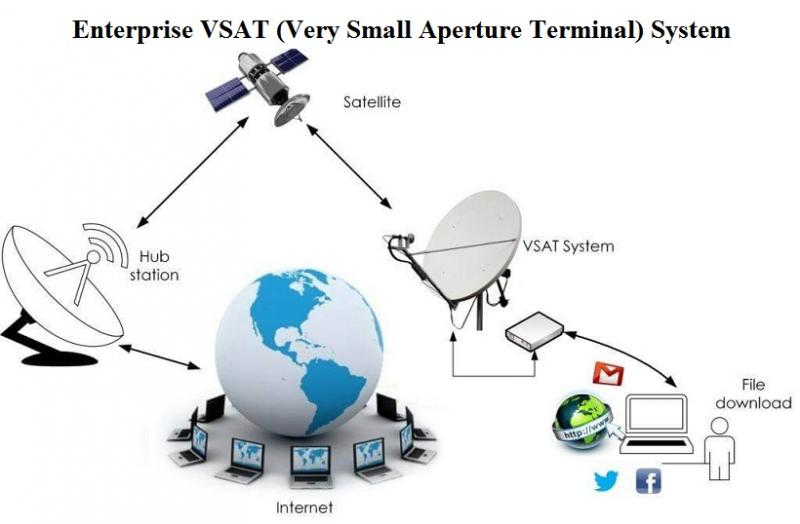 Enterprise VSAT (Very Small Aperture Terminal) System
Satellite
Hub
station
VSAT System
File
download
http://www.
Internet